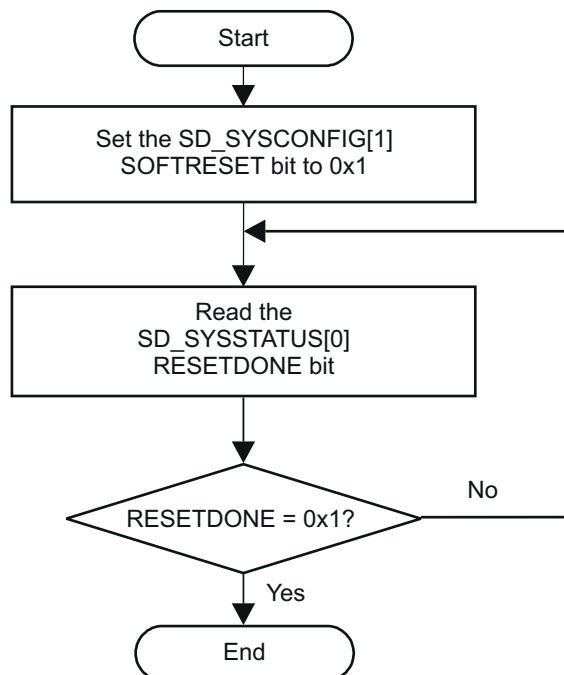 Start
Set the SD_SYSCONFIG[1]
SOFTRESET bit to 0x1
Read the
SD_SYSSTATUS[0]
RESETDONE bit
RESETDONE = 0x1?
No
Yes
End